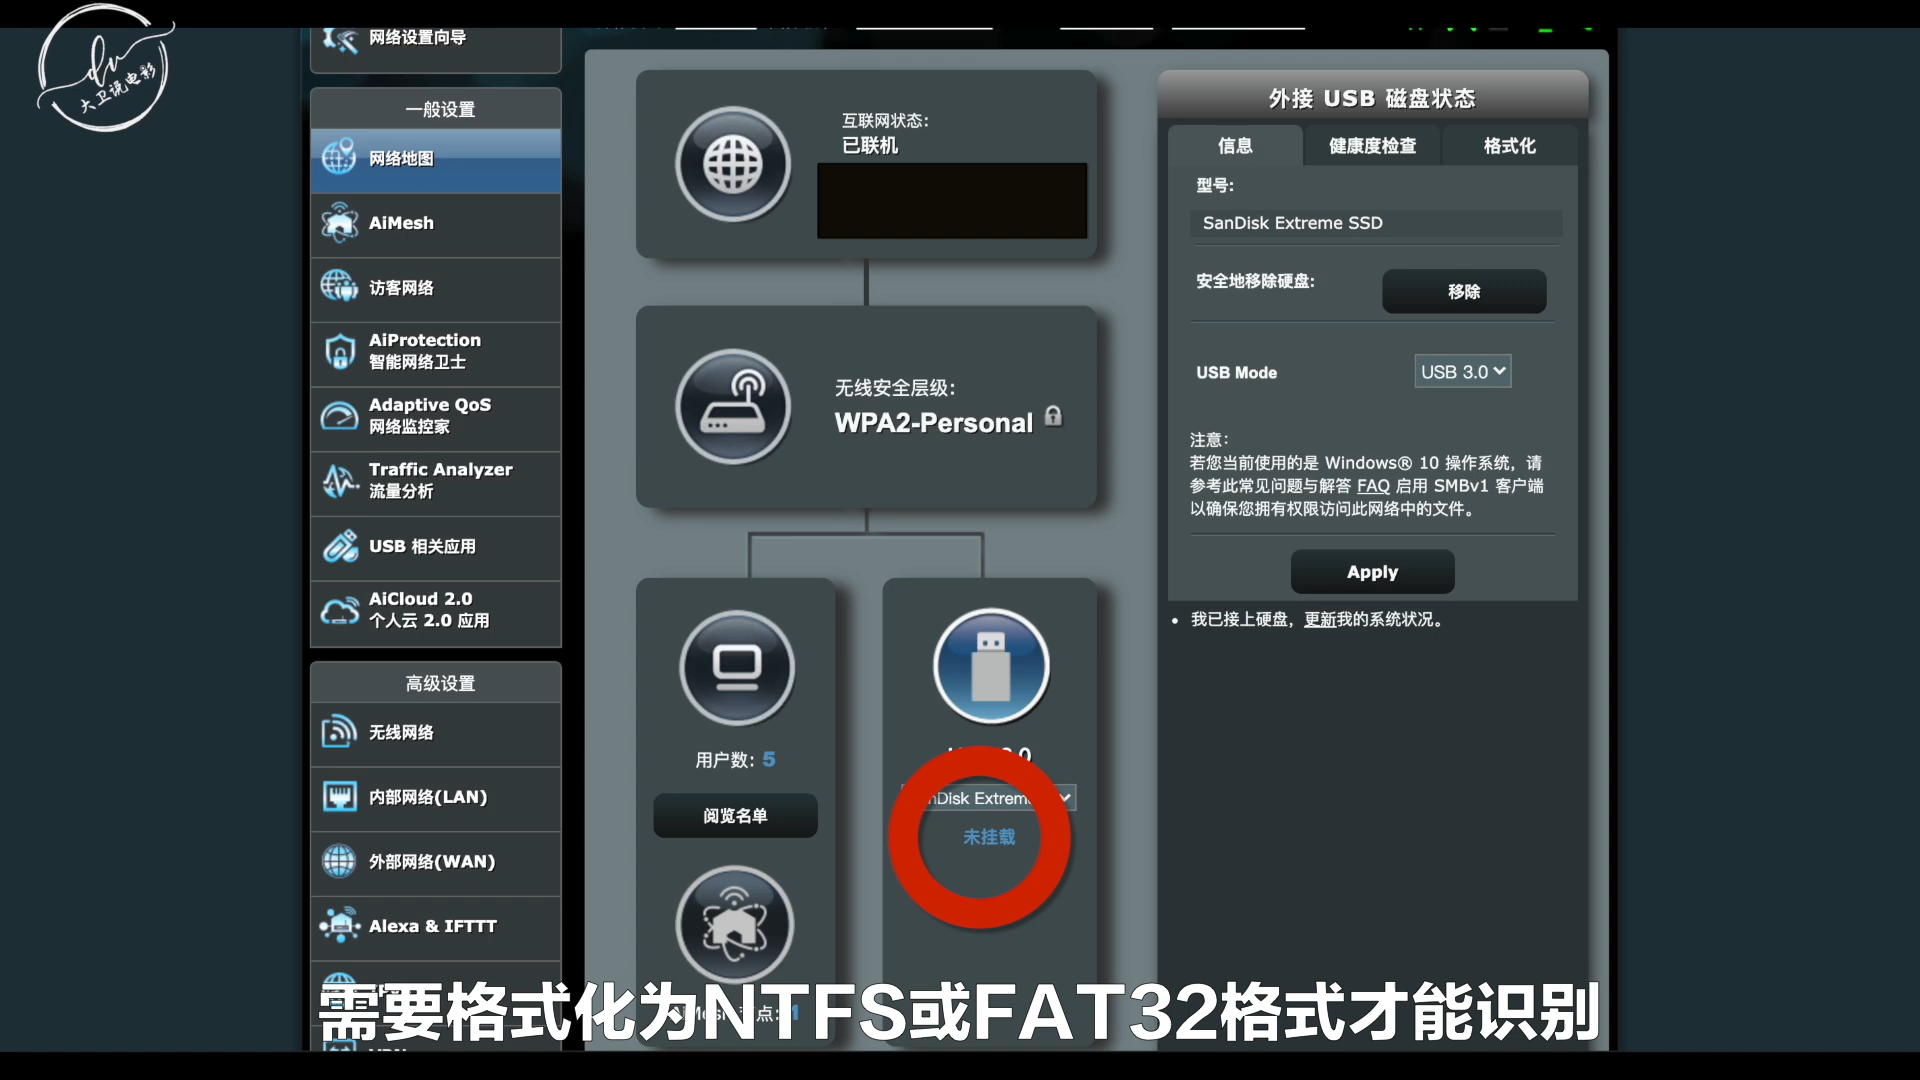 大卫说电影
网络设置向导
一般设置
网络地图
AiMesh
访客网络
AiProtection
智能网络卫士
Adaptive QoS
网络监控家
Traffic Analyzer
流量分析
USB 相关应用
AiCloud 2.0
个人云 2.0 应用
高级设置
无线网络
内部网络(LAN)
外部网络(WAN)
Alexa & IFTTT
互联网状态:
已联机
无线安全层级:
WPA2-Personal
用户数: 5
阅览名单
Disk Extreme
未挂载
外接 USB 磁盘状态
信息
健康度检查
格式化
型号:
SanDisk Extreme SSD
安全地移除硬盘:
移除
USB Mode
USB 3.0
注意:
若您当前使用的是 Windows® 10 操作系统，请
参考此常见问题与解答 FAQ 启用 SMBv1 客户端
以确保您拥有权限访问此网络中的文件。
Apply
我已接上硬盘，更新我的系统状况。
需要格式化为NTFS或FAT32格式才能识别